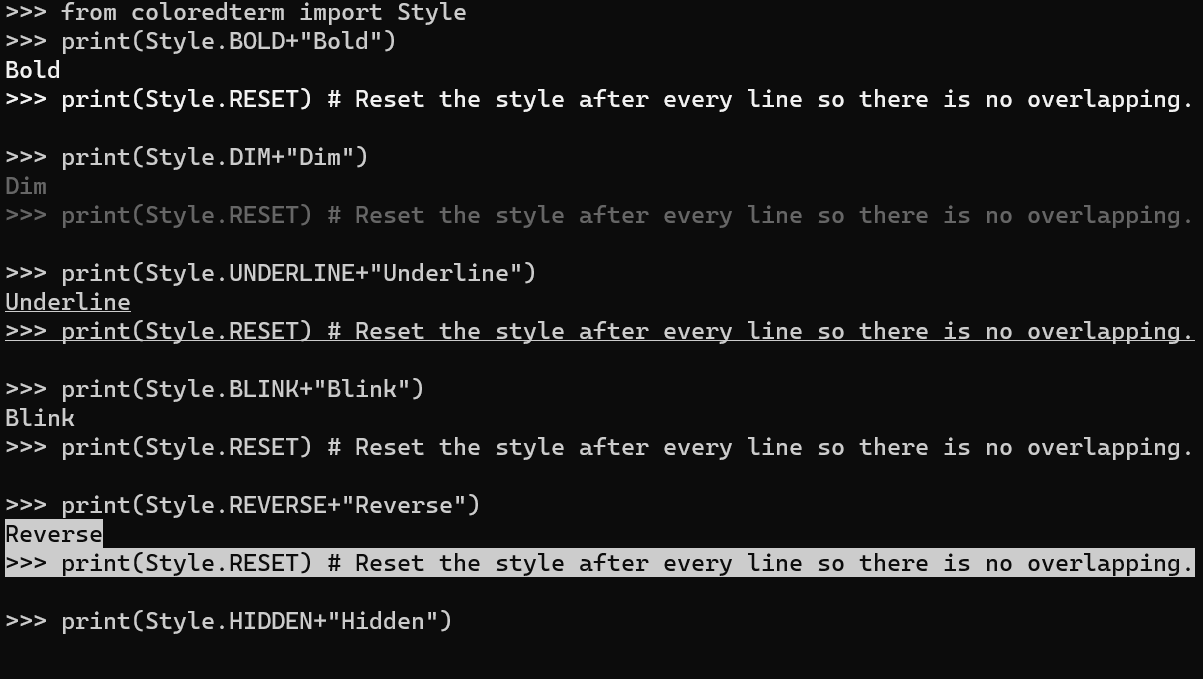 >>> from coloredterm import Style
>>> print(Style.BOLD+"Bold")
Bold
>>> print(Style.RESET) # Reset the style after every line so there is no overlapping.
>>> print(Style.DIM+"Dim")
Dim
>>> print(Style.RESET) # Reset the style after every line so there is no overlapping.
>>> print(Style.UNDERLINE+"Underline")
Underline
>>> print(Style.RESET) # Reset the style after every line so there is no overlapping.
>>> print(Style.BLINK+"Blink")
Blink
>>> print(Style.RESET) # Reset the style after every line so there is no overlapping.
>>> print(Style.REVERSE+"Reverse")
Reverse
>>> print(Style.RESET) # Reset the style after every line so there is no overlapping.
>>> print(Style.HIDDEN+"Hidden")